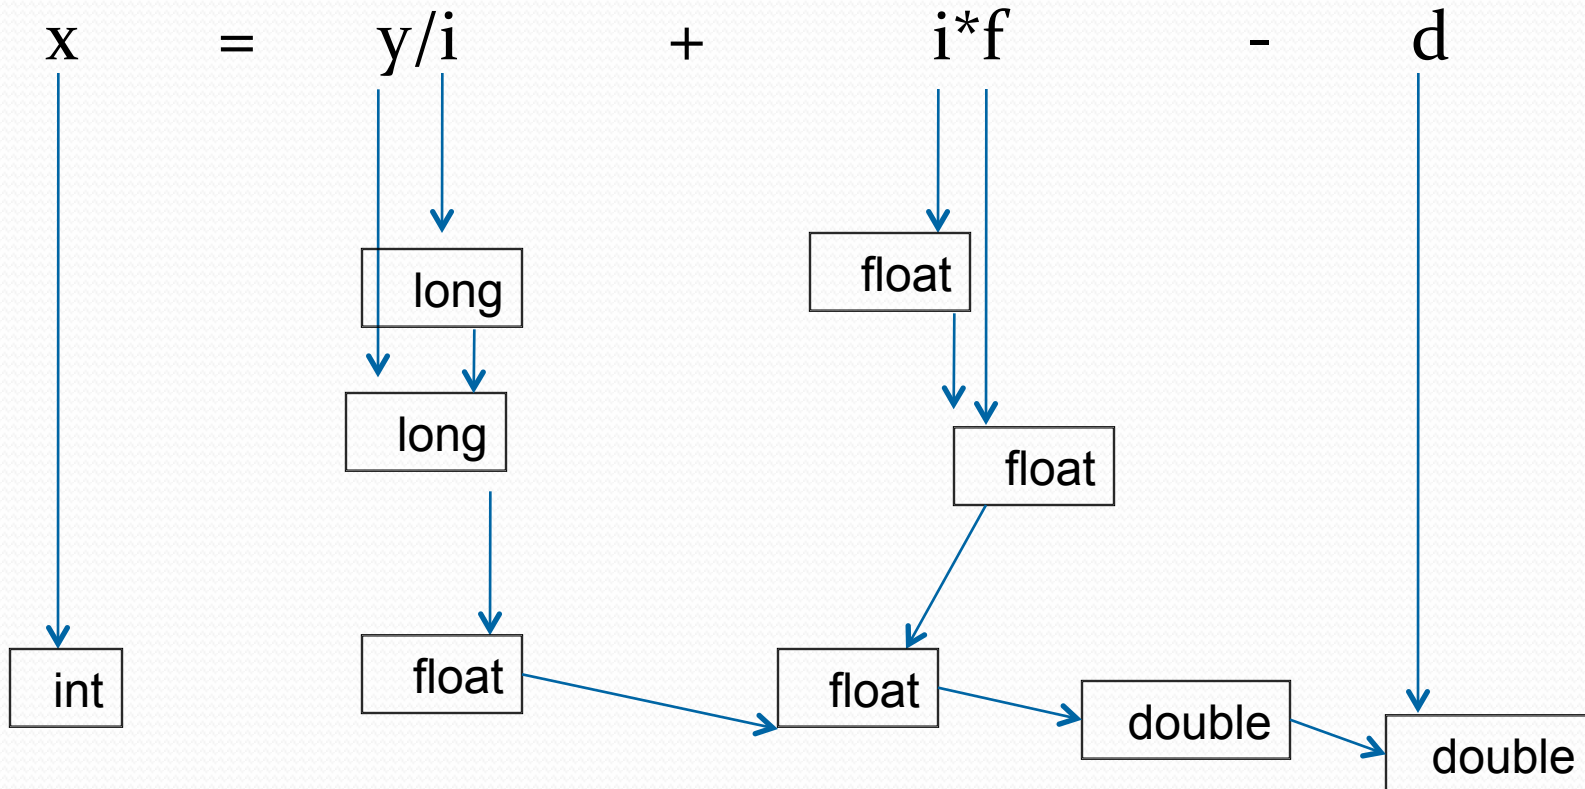 x = y/i + i*f - d
long float
long float
int float float double double